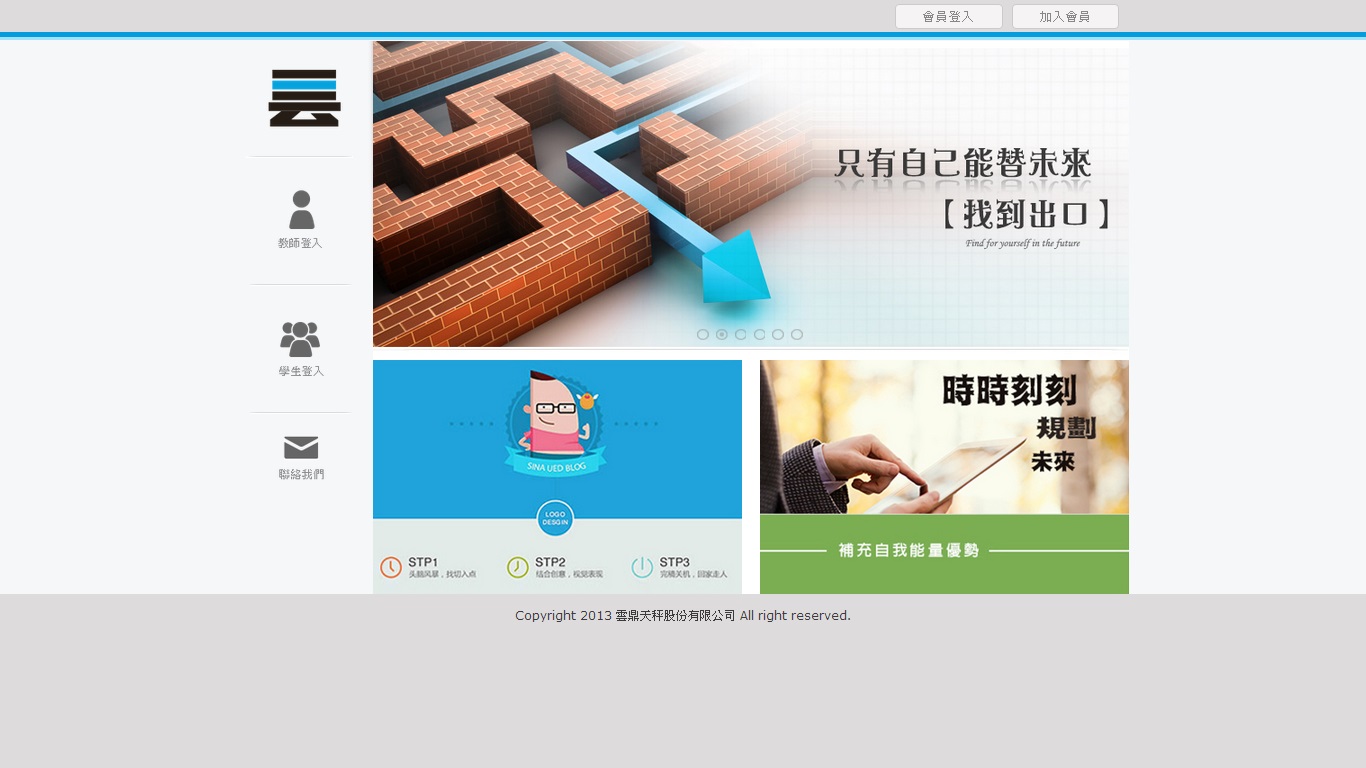 會員登入
加入會員
教師登入
學生登入
聯絡我們
只有自己能替未來
【找到出口】
Find for yourself in the future
SINA UED BLOG
LOGO
DESGIN
STP1
头脑风暴，找切入点
STP2
结合创意，视觉表现
STP3
完稿关机，回家走人
時時刻刻
規劃
未來
補充自我能量優勢
Copyright 2013 雲鼎天秤股份有限公司 All right reserved.